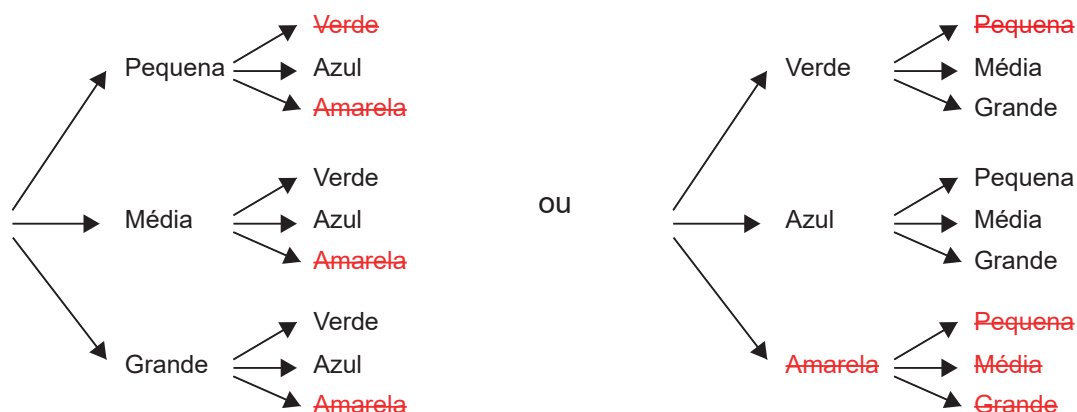 Verde
Pequena
Azul
Amarela
Verde
Média
Azul
Amarela
Verde
Grande
Azul
Amarela
ou
Pequena
Verde
Média
Grande
Pequena
Azul
Média
Grande
Pequena
Amarela
Média
Grande